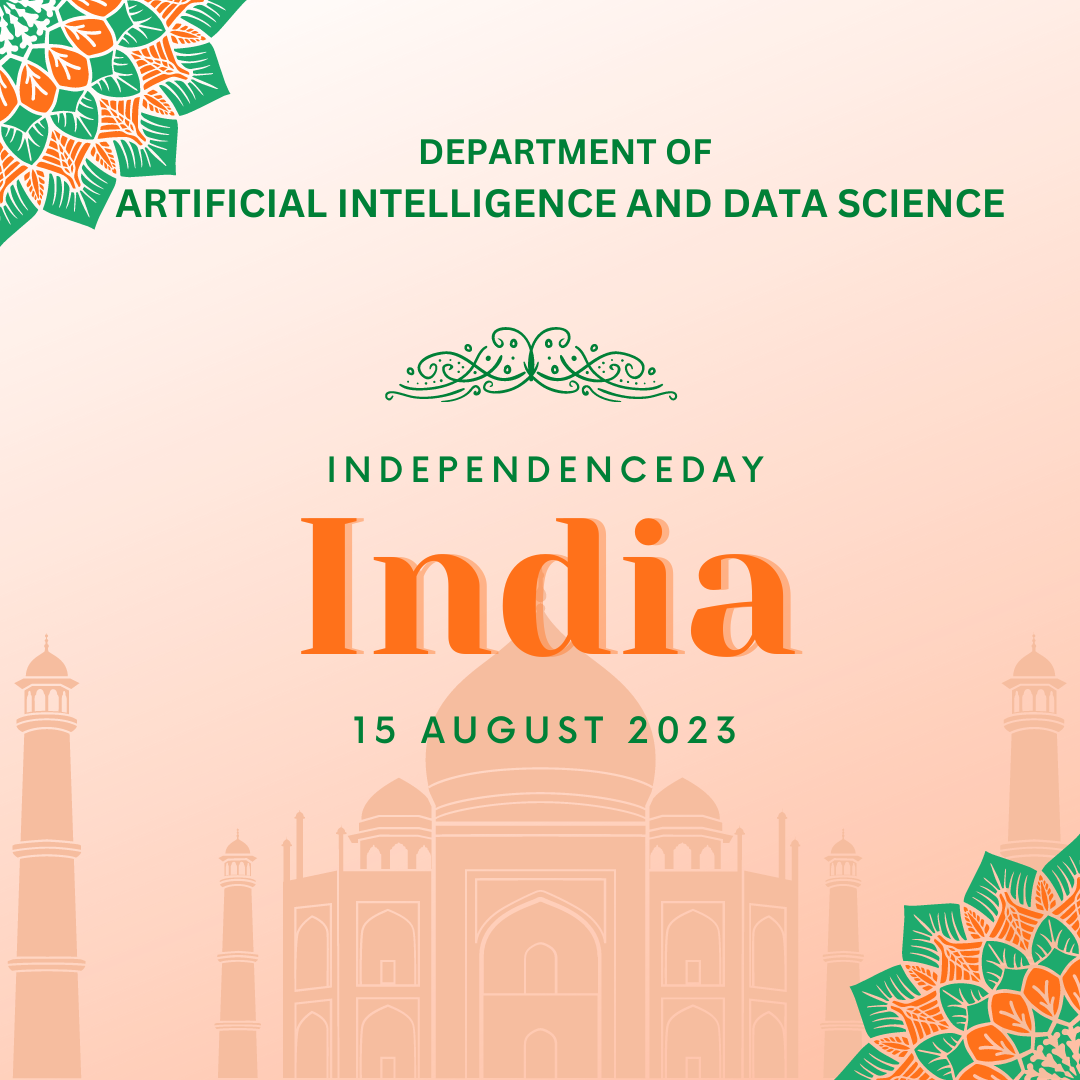 DEPARTMENT OF
ARTIFICIAL INTELLIGENCE AND DATA SCIENCE
INDEPENDENCEDAY
India
15 AUGUST 2023